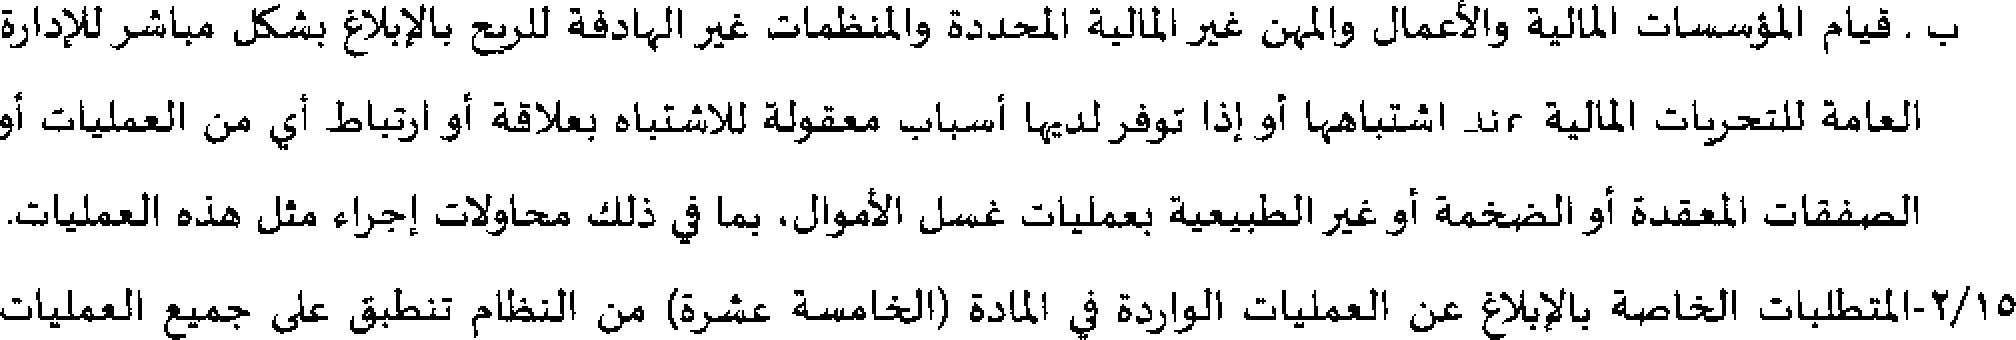 ب . قيام المؤسسات المالية والأعمال والمهن غير المالية المحددة والمنظمات غير الهادفة للربح بالإبلاغ بشكل مباشر للإدارة
العامة للتحريات المالية عند اشتباهها أو إذا توفر لديها أسباب معقولة للاشتباه بعلاقة أو ارتباط أي من العمليات أو
الصفقات المعقدة أو الضخمة أو غير الطبيعية بعمليات غسل الأموال، بما في ذلك محاولات إجراء مثل هذه العمليات.
٢/١٥-المتطلبات الخاصة بالإبلاغ عن العمليات الواردة في المادة (الخامسة عشرة) من النظام تنطبق على جميع العمليات